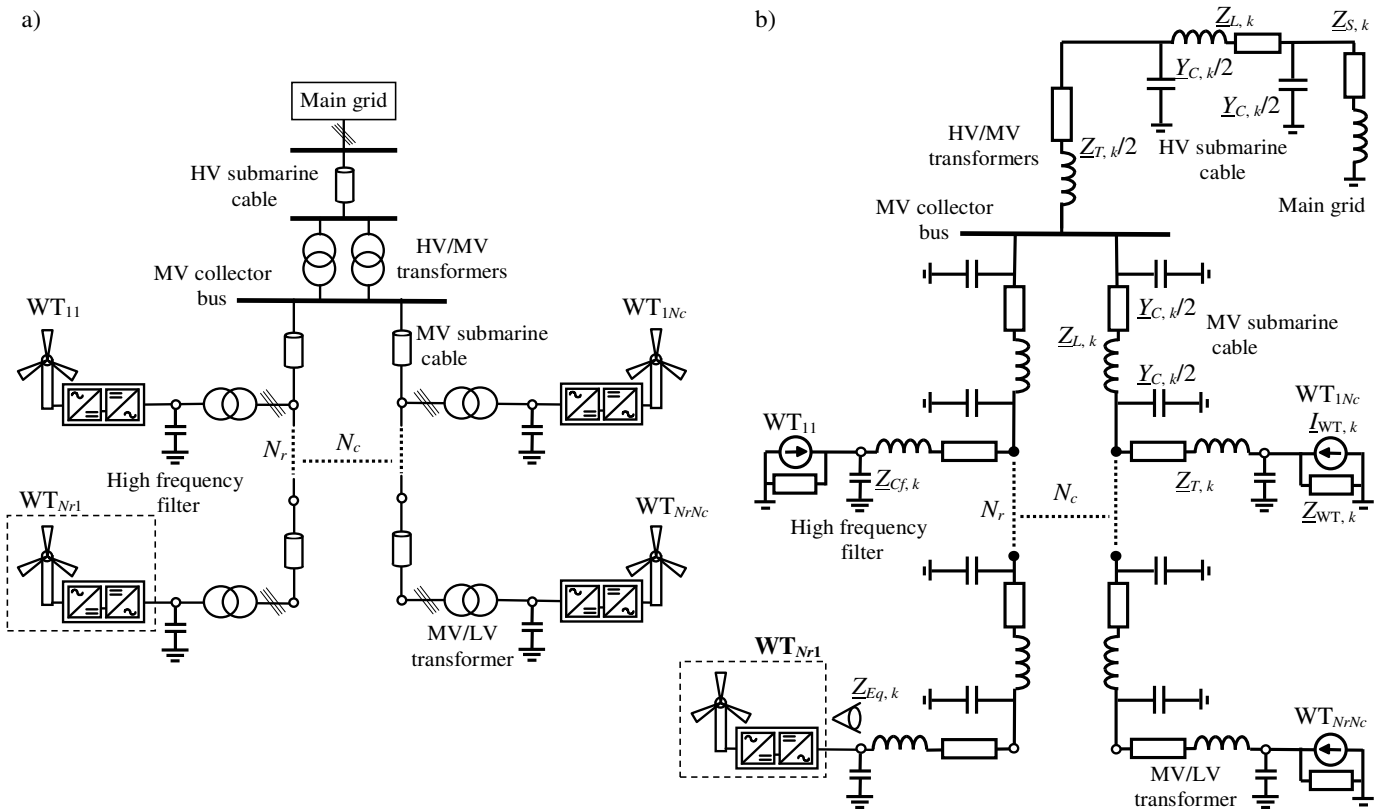 a)
Main grid
HV submarine
cable
HV/MV
transformers
MV collector
bus
WT11
WT1Nc
MV submarine
cable
Nr
Nc
High frequency
filter
WTNr1
WTNrNc
MV/LV
transformer
b)
ZL, k
ZS, k
YC, k/2
YC, k/2
HV/MV
transformers
ZT, k/2
HV submarine
cable
Main grid
MV collector
bus
YC, k/2
MV submarine
cable
ZL, k
YC, k/2
WT1Nc
IWT, k
WT11
ZCf, k
ZT, k
ZWT, k
Nr
Nc
High frequency
filter
WTNr1
ZEq, k
WTNrNc
MV/LV
transformer